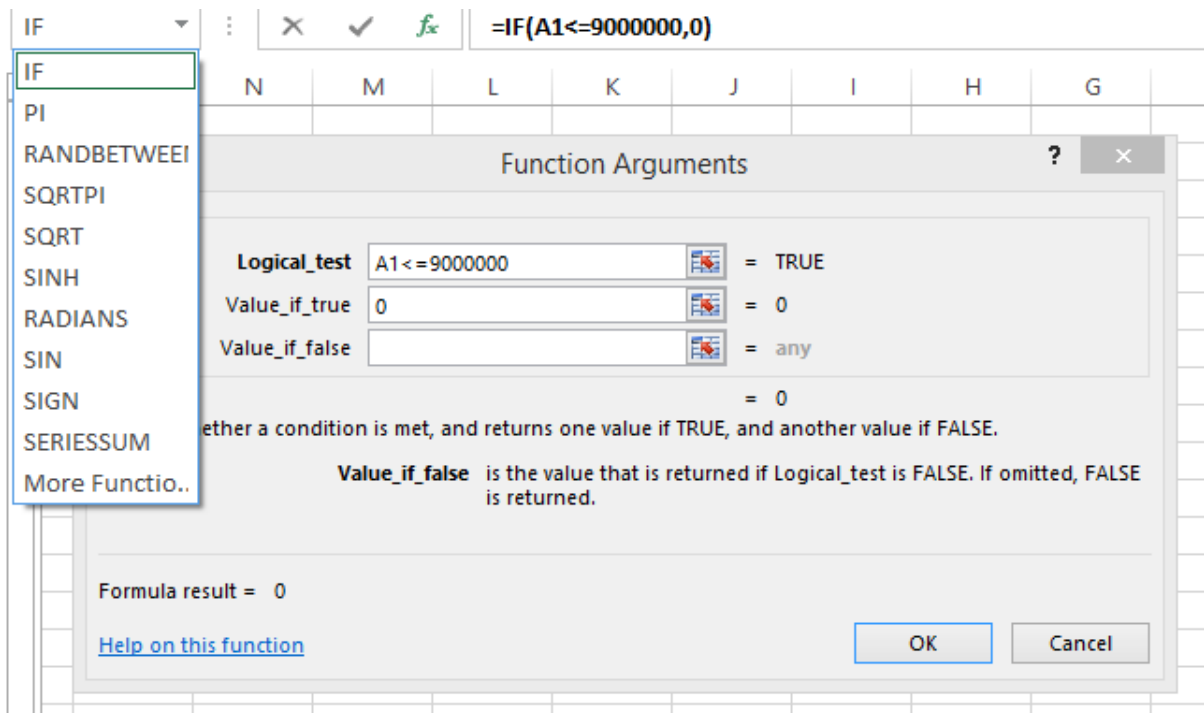 IF
fx
=IF(A1<=9000000,0)
IF
PI
RANDBETWEEN
SQRTPI
SQRT
SINH
RADIANS
SIN
SIGN
SERIESSUM
More Functio..
N M L K J I H G
Function Arguments ? ×
Logical_test A1<=9000000 = TRUE
Value_if_true 0 = 0
Value_if_false = any
= 0
ether a condition is met, and returns one value if TRUE, and another value if FALSE.
Value_if_false is the value that is returned if Logical_test is FALSE. If omitted, FALSE
is returned.
Formula result = 0
Help on this function
OK Cancel